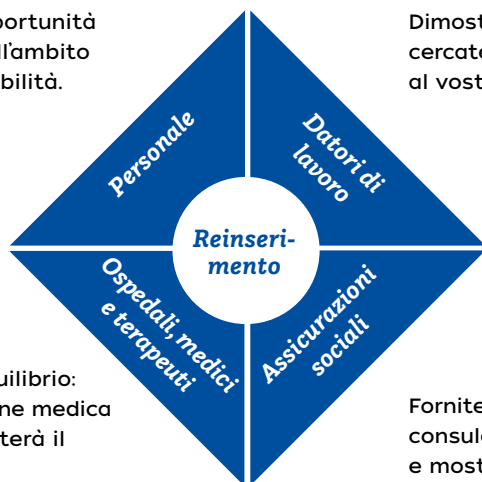 ll'ambito
bilità.
Dimost
cercate
al vost
Personale
Datori di
lavoro
Reinseri-
mento
Ospedali, medici
e terapeuti
Assicurazioni
sociali
uilibrio:
ne medica
terà il
Fornite
consul
e most